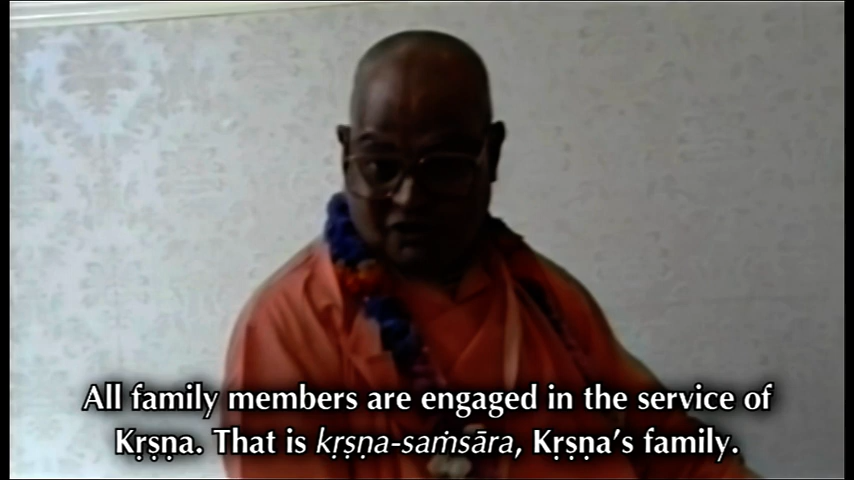 All family members are engaged in the service of
Kṛṣṇa. That is kṛṣṇa-saṁsāra, Kṛṣṇa's family.